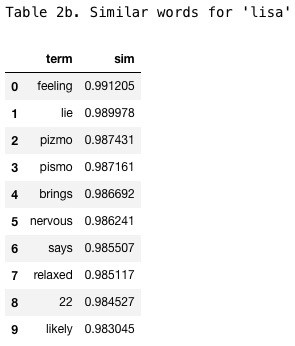 Table 2b. Similar words for 'lisa'
term sim
0 feeling 0.991205
1 lie 0.989978
2 pizmo 0.987431
3 pismo 0.987161
4 brings 0.986692
5 nervous 0.986241
6 says 0.985507
7 relaxed 0.985117
8 22 0.984527
9 likely 0.983045